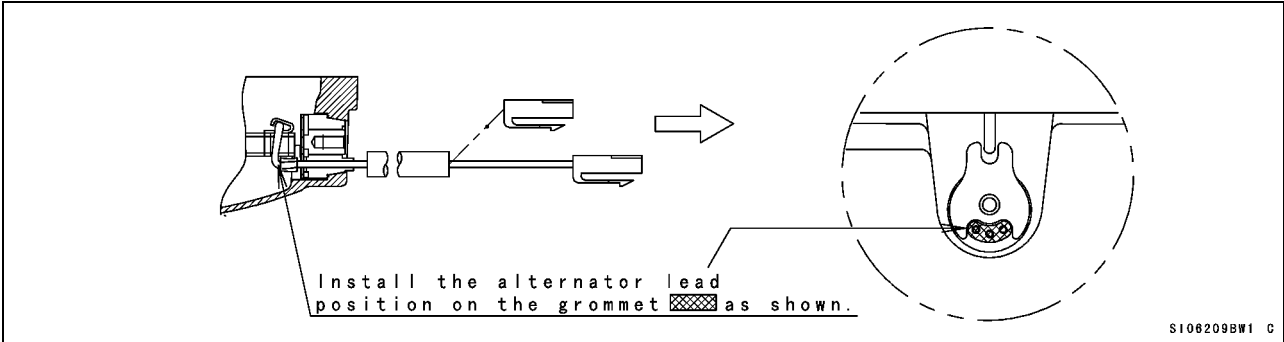 Install the alternator lead
position on the grommet as shown.
SI06209BW1 C